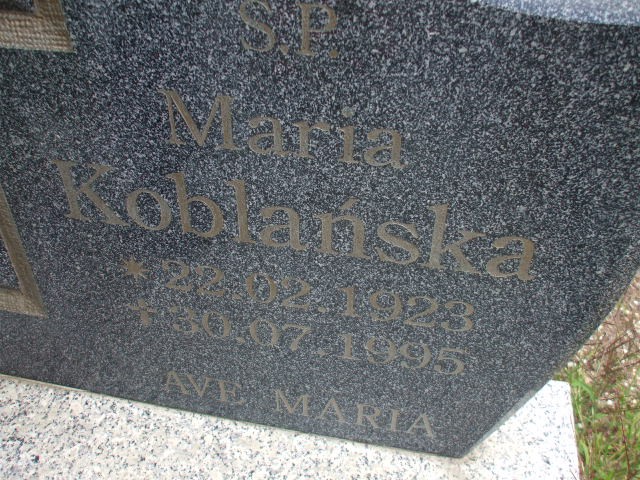 S.P.
Maria
Koblańska
* 22.02.1923
+ 30.07.1995
AVE MARIA